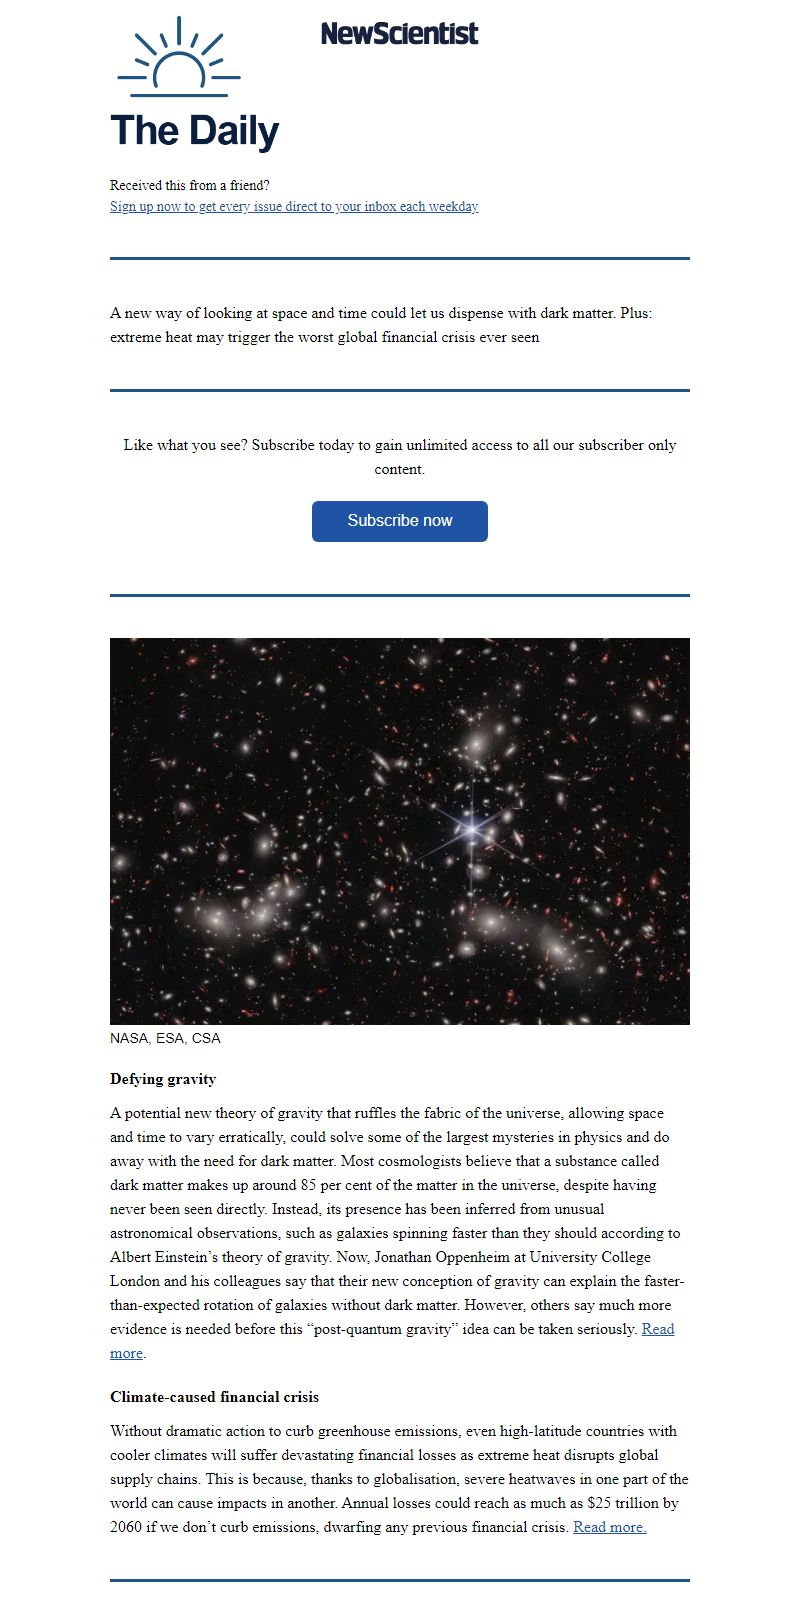 NewScientist
The Daily
Received this from a friend?
Sign up now to get every issue direct to your inbox each weekday
A new way of looking at space and time could let us dispense with dark matter. Plus:
extreme heat may trigger the worst global financial crisis ever seen
Like what you see? Subscribe today to gain unlimited access to all our subscriber only
content.
Subscribe now
NASA, ESA, CSA
Defying gravity
A potential new theory of gravity that ruffles the fabric of the universe, allowing space
and time to vary erratically, could solve some of the largest mysteries in physics and do
away with the need for dark matter. Most cosmologists believe that a substance called
dark matter makes up around 85 per cent of the matter in the universe, despite having
never been seen directly. Instead, its presence has been inferred from unusual
astronomical observations, such as galaxies spinning faster than they should according to
Albert Einstein’s theory of gravity. Now, Jonathan Oppenheim at University College
London and his colleagues say that their new conception of gravity can explain the faster-
than-expected rotation of galaxies without dark matter. However, others say much more
evidence is needed before this “post-quantum gravity” idea can be taken seriously. Read
more.
Climate-caused financial crisis
Without dramatic action to curb greenhouse emissions, even high-latitude countries with
cooler climates will suffer devastating financial losses as extreme heat disrupts global
supply chains. This is because, thanks to globalisation, severe heatwaves in one part of the
world can cause impacts in another. Annual losses could reach as much as $25 trillion by
2060 if we don’t curb emissions, dwarfing any previous financial crisis. Read more.